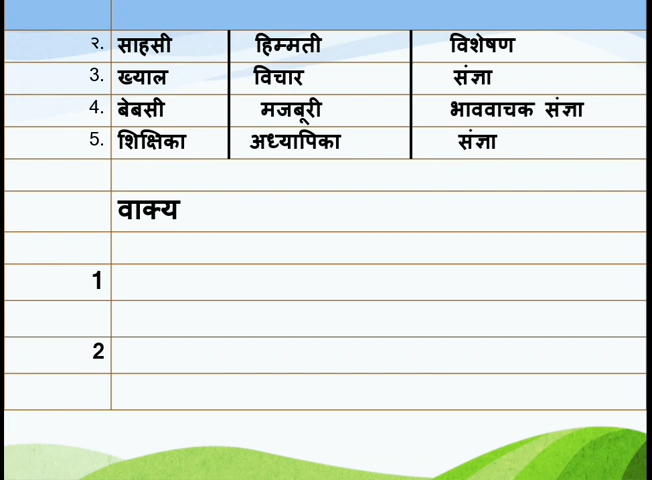 २. साहसी हिम्मती विशेषण
3. ख्याल विचार संज्ञा
4. बेबसी मजबूरी भाववाचक संज्ञा
5. शिक्षिका अध्यापिका संज्ञा
वाक्य
1
2